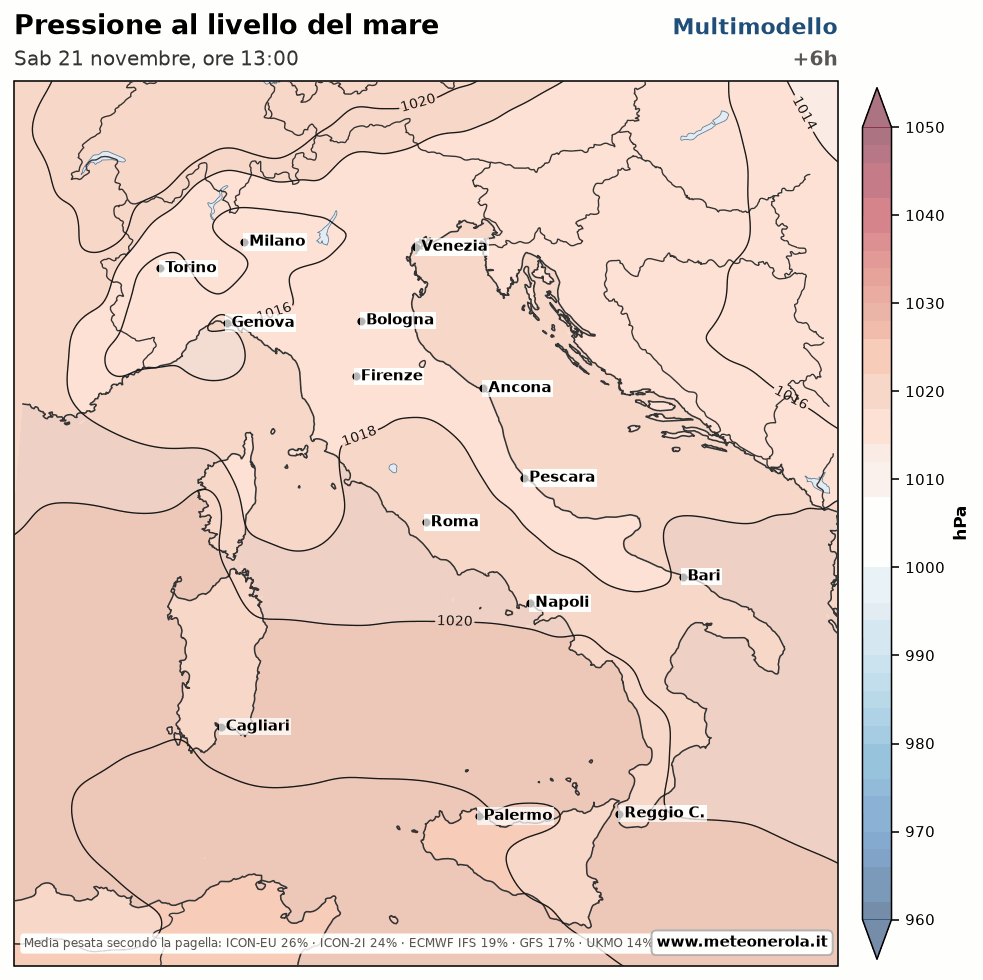 Pressione al livello del mare
Multimodello
Sab 21 novembre, ore 13:00
+6h
1020
1014
Milano
Venezia
Torino
1016
Genova
Bologna
Firenze
Ancona
1016
1018
Pescara
Roma
Bari
Napoli
1020
Cagliari
Palermo
Reggio C.
1050
1040
1030
1020
1010
1000
990
980
970
960
hPa
Media pesata secondo la pagella: ICON-EU 26% · ICON-2I 24% · ECMWF IFS 19% · GFS 17% · UKMO 14%
www.meteonerola.it